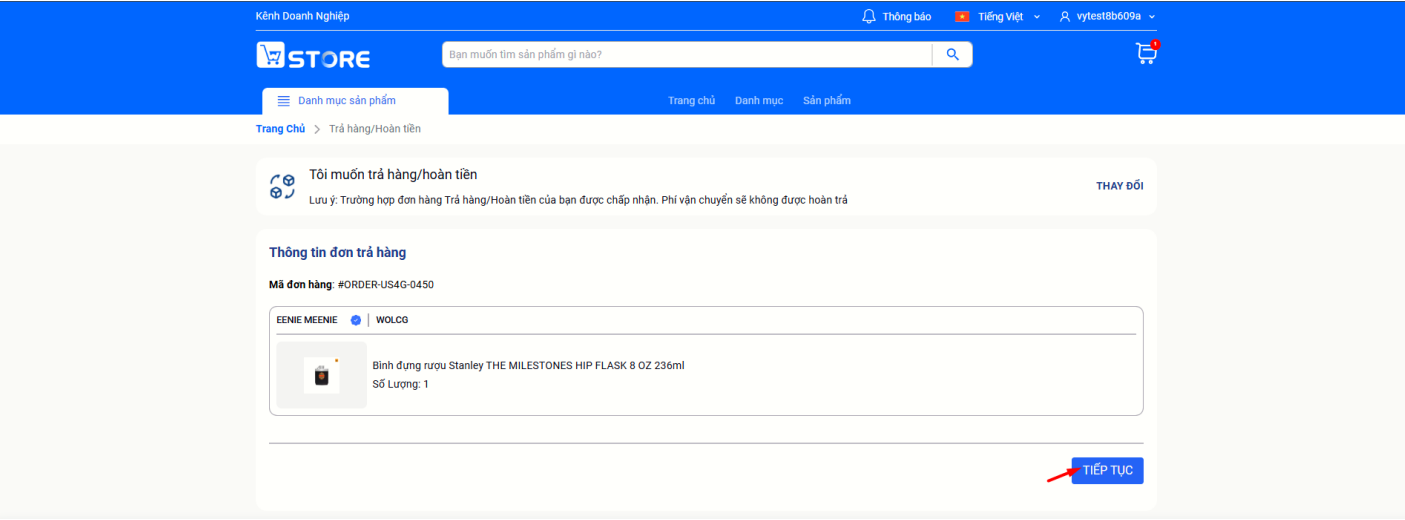 Kênh Doanh Nghiệp
Thông báo
Tiếng Việt
vytest8b609a
STORE
Bạn muốn tìm sản phẩm gì nào?
Danh mục sản phẩm
Trang chủ Danh mục Sản phẩm
Trang Chủ > Trả hàng/Hoàn tiền
Tôi muốn trả hàng/hoàn tiền
Lưu ý: Trường hợp đơn hàng Trả hàng/Hoàn tiền của bạn được chấp nhận. Phí vận chuyển sẽ không được hoàn trả
THAY ĐỔI
Thông tin đơn trả hàng
Mã đơn hàng: #ORDER-US4G-0450
EENIE MEENIE | WOLCG
Bình đựng rượu Stanley THE MILESTONES HIP FLASK 8 OZ 236ml
Số Lượng: 1
TIẾP TỤC